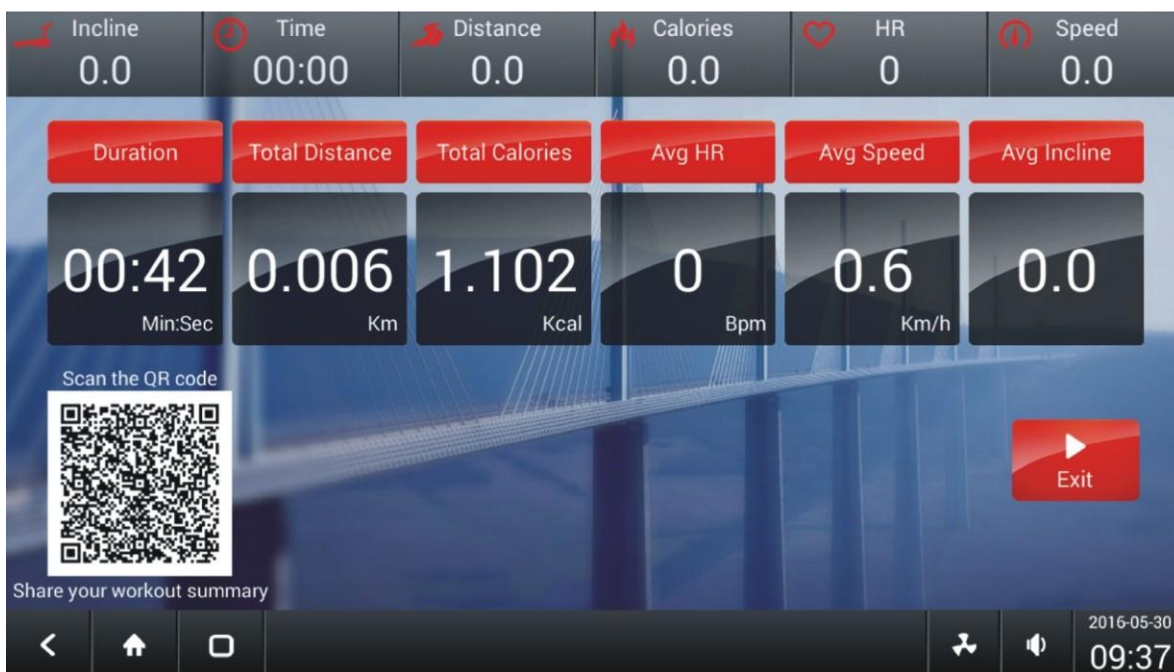 Incline
Time
Distance
Calories
HR
Speed
0.0
00:00
0.0
0.0
0
0.0
Duration
Total Distance
Total Calories
Avg HR
Avg Speed
Avg Incline
00:42
0.006
1.102
0
0.6
0.0
Min:Sec
Km
Kcal
Bpm
Km/h
Scan the QR code
Exit
Share your workout summary
2016-05-30
09:37